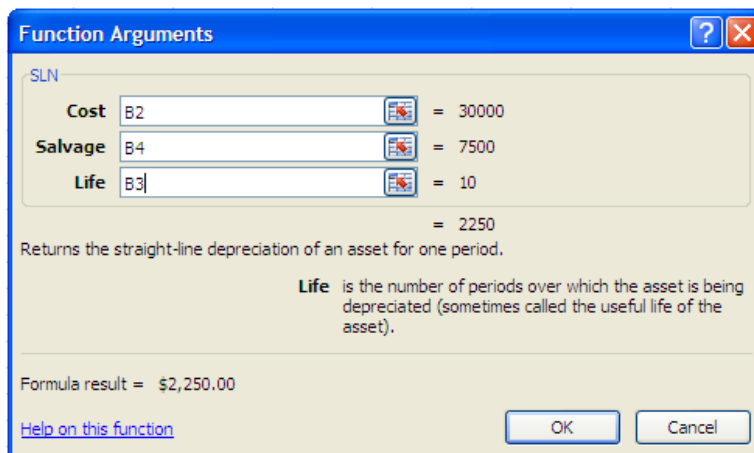 Function Arguments
SLN
Cost B2 = 30000
Salvage B4 = 7500
Life B3 = 10
= 2250
Returns the straight-line depreciation of an asset for one period.
Life is the number of periods over which the asset is being
depreciated (sometimes called the useful life of the
asset).
Formula result = $2,250.00
Help on this function OK Cancel